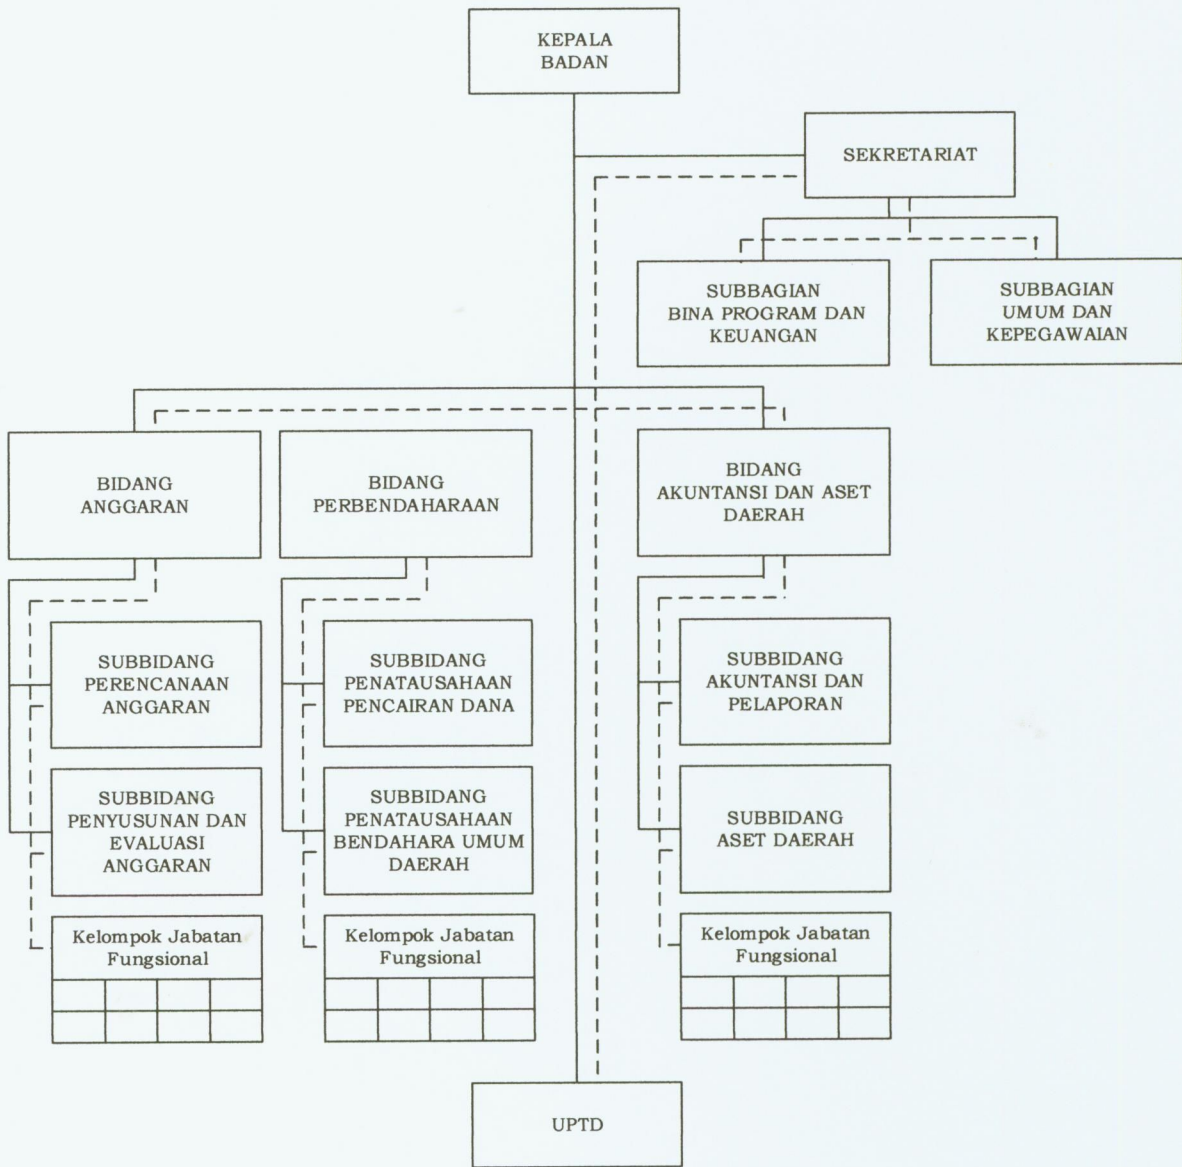 KEPALA
BADAN
SEKRETARIAT
SUBBAGIAN
BINA PROGRAM DAN
KEUANGAN
SUBBAGIAN
UMUM DAN
KEPEGAWAIAN
BIDANG
ANGGARAN
BIDANG
PERBENDAHARAAN
BIDANG
AKUNTANSI DAN ASET
DAERAH
SUBBIDANG
PERENCANAAN
ANGGARAN
SUBBIDANG
PENATAUSAHAAN
PENCAIRAN DANA
SUBBIDANG
AKUNTANSI DAN
PELAPORAN
SUBBIDANG
PENYUSUNAN DAN
EVALUASI
ANGGARAN
SUBBIDANG
PENATAUSAHAAN
BENDAHARA UMUM
DAERAH
SUBBIDANG
ASET DAERAH
Kelompok Jabatan
Fungsional
Kelompok Jabatan
Fungsional
Kelompok Jabatan
Fungsional
UPTD